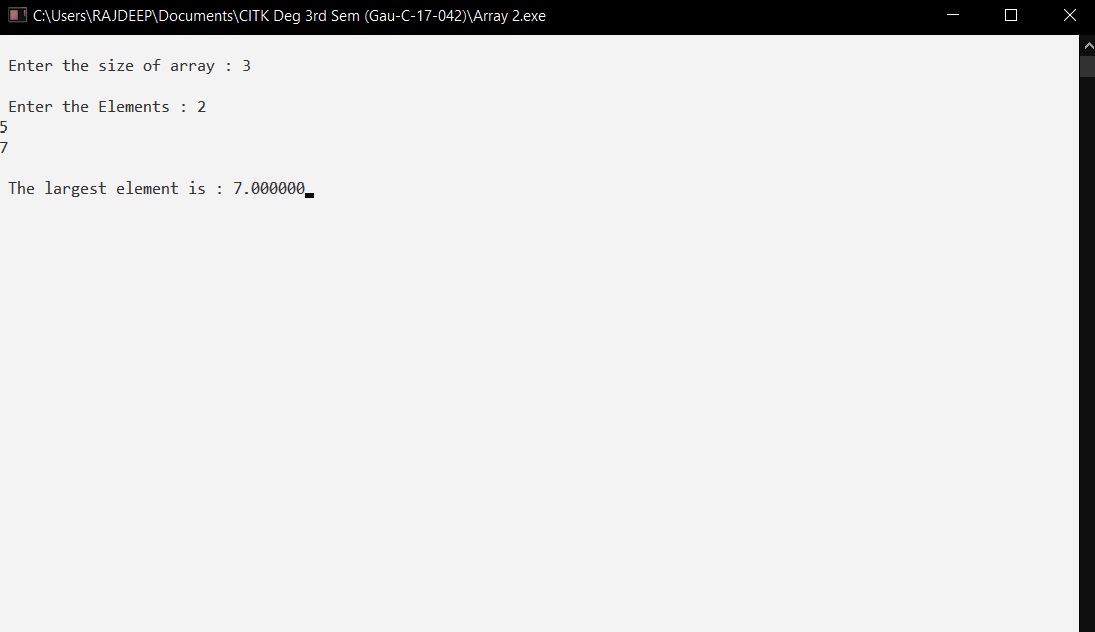 C:\Users\RAJDEEP\Documents\CITK Deg 3rd Sem (Gau-C-17-042)\Array 2.exe
Enter the size of array : 3
Enter the Elements : 2
5
7
The largest element is : 7.000000